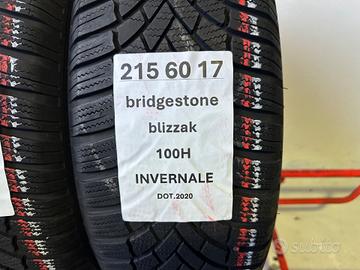 215 60 17
bridgestone
blizzak
100H
INVERNALE
DOT.2020
subito